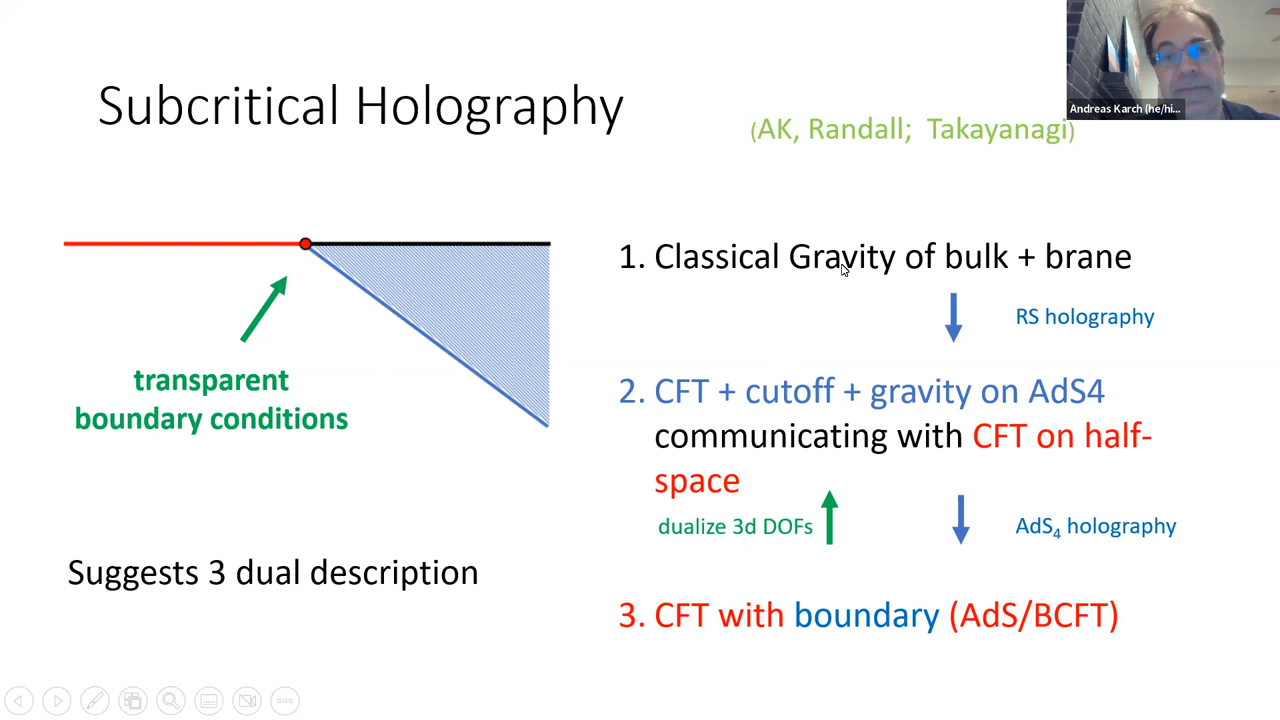 Subcritical Holography
(AK, Randall; Takayanagi)
Andreas Karch (he/hi...
1. Classical Gravity of bulk + brane
RS holography
2. CFT + cutoff + gravity on AdS4
communicating with CFT on half-
space
transparent
boundary conditions
dualize 3d DOFs
AdS4 holography
Suggests 3 dual description
3. CFT with boundary (AdS/BCFT)